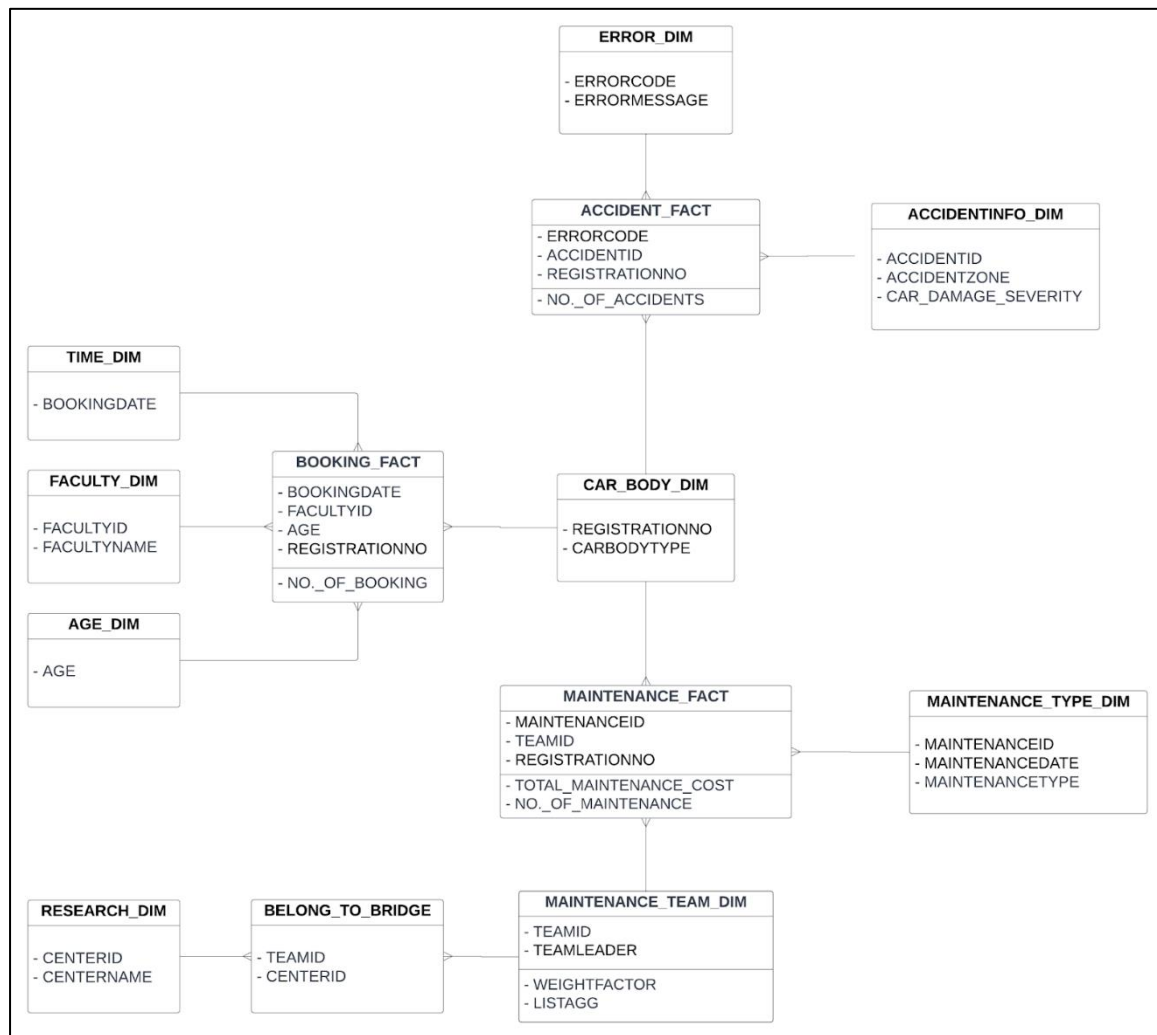 ERROR_DIM
- ERRORCODE
- ERRORMESSAGE
ACCIDENT_FACT
- ERRORCODE
- ACCIDENTID
- REGISTRATIONNO
- NO._OF_ACCIDENTS
ACCIDENTINFO_DIM
- ACCIDENTID
- ACCIDENTZONE
- CAR_DAMAGE_SEVERITY
TIME_DIM
- BOOKINGDATE
FACULTY_DIM
- FACULTYID
- FACULTYNAME
AGE_DIM
- AGE
BOOKING_FACT
- BOOKINGDATE
- FACULTYID
- AGE
- REGISTRATIONNO
- NO._OF_BOOKING
CAR_BODY_DIM
- REGISTRATIONNO
- CARBODYTYPE
MAINTENANCE_FACT
- MAINTENANCEID
- TEAMID
- REGISTRATIONNO
- TOTAL_MAINTENANCE_COST
- NO._OF_MAINTENANCE
MAINTENANCE_TYPE_DIM
- MAINTENANCEID
- MAINTENANCEDATE
- MAINTENANCETYPE
RESEARCH_DIM
- CENTERID
- CENTERNAME
BELONG_TO_BRIDGE
- TEAMID
- CENTERID
MAINTENANCE_TEAM_DIM
- TEAMID
- TEAMLEADER
- WEIGHTFACTOR
- LISTAGG